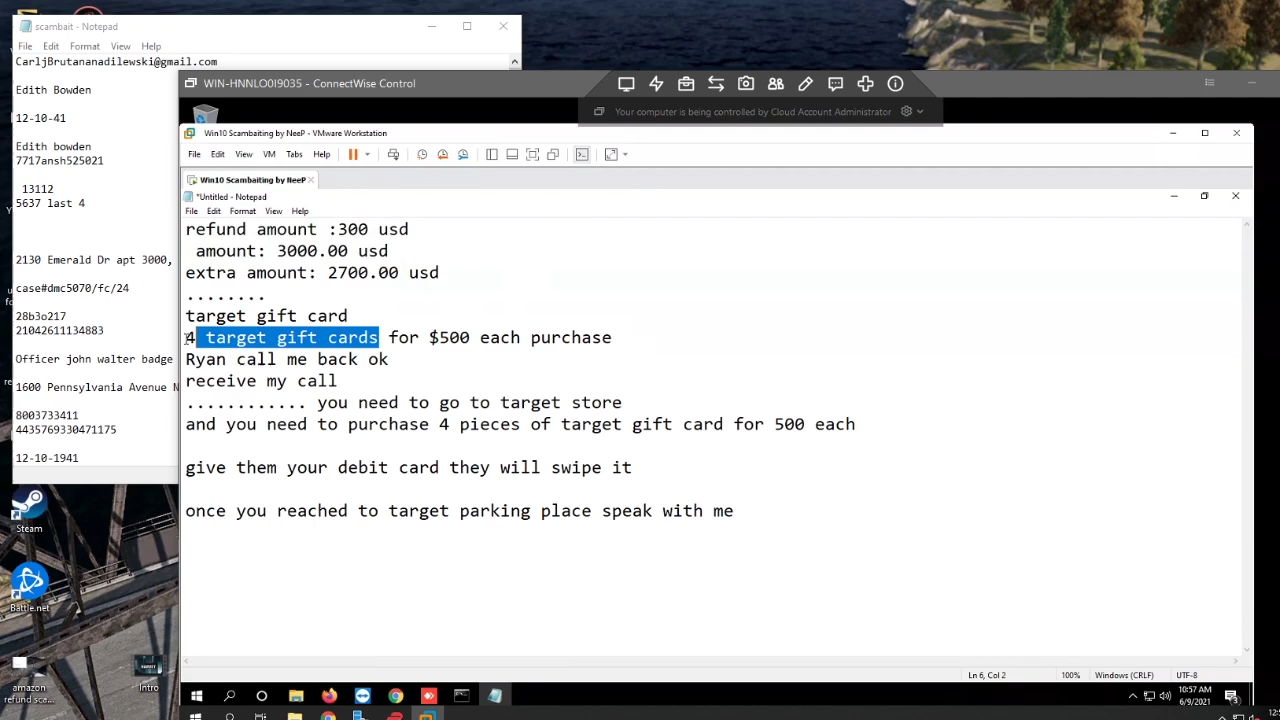 scambait - Notepad
File Edit Format View Help
CarljBrutananadilewski@gmail.com
Edith Bowden
12-10-41
Edith bowden
7717ansh525021
13112
5637 last 4
2130 Emerald Dr apt 3000,
case#dmc5070/fc/24
28b3o217
21042611134883
Officer john walter badge
1600 Pennsylvania Avenue N
8003733411
4435769330471175
12-10-1941
WIN-HNNLO0I9035 - ConnectWise Control
Your computer is being controlled by Cloud Account Administrator
Win10 Scambaiting by NeeP - VMware Workstation
File Edit View VM Tabs Help
Win10 Scambaiting by NeeP
*Untitled - Notepad
File Edit Format View Help
refund amount :300 usd
amount: 3000.00 usd
extra amount: 2700.00 usd
........
target gift card
4 target gift cards for $500 each purchase
Ryan call me back ok
receive my call
............ you need to go to target store
and you need to purchase 4 pieces of target gift card for 500 each
give them your debit card they will swipe it
once you reached to target parking place speak with me
Ln 6, Col 2 100% Windows (CRLF) UTF-8
10:57 AM
6/9/2021
3
Steam
Battle.net
amazon
refund sca...
Intro